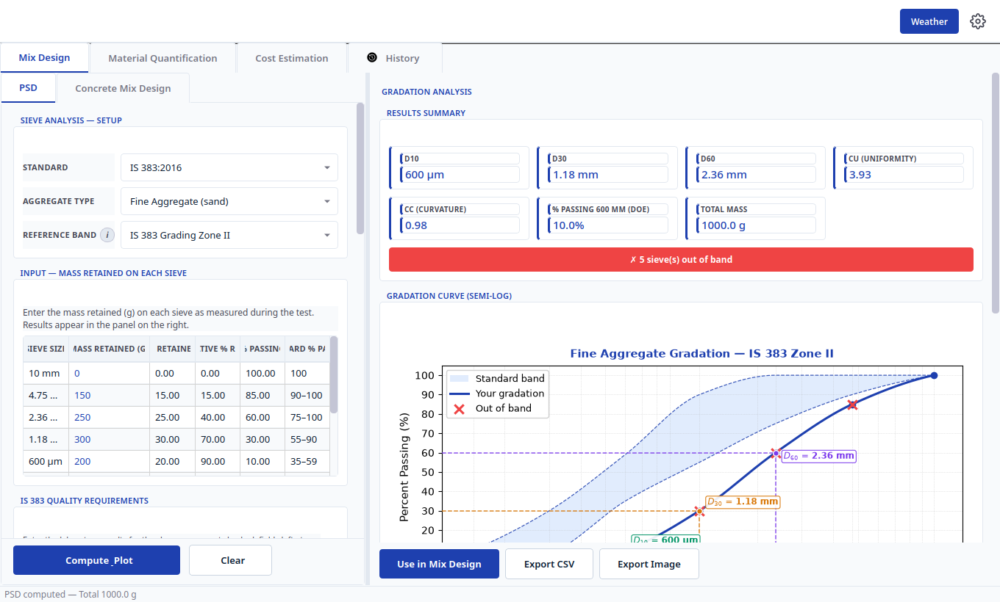 Weather
Mix Design
Material Quantification
Cost Estimation
History
PSD
Concrete Mix Design
SIEVE ANALYSIS — SETUP
STANDARD
IS 383:2016
AGGREGATE TYPE
Fine Aggregate (sand)
REFERENCE BAND i
IS 383 Grading Zone II
INPUT — MASS RETAINED ON EACH SIEVE
Enter the mass retained (g) on each sieve as measured during the test.
Results appear in the panel on the right.
SIEVE SIZE MASS RETAINED (G RETAINE TIVE % R % PASSING ARD % PA
10 mm 0 0.00 0.00 100.00 100
4.75 ... 150 15.00 15.00 85.00 90–100
2.36 ... 250 25.00 40.00 60.00 75–100
1.18 ... 300 30.00 70.00 30.00 55–90
600 µm 200 20.00 90.00 10.00 35–59
IS 383 QUALITY REQUIREMENTS
Compute _Plot
Clear
GRADATION ANALYSIS
RESULTS SUMMARY
D10
600 µm
D30
1.18 mm
D60
2.36 mm
CU (UNIFORMITY)
3.93
CC (CURVATURE)
0.98
% PASSING 600 MM (DOE)
10.0%
TOTAL MASS
1000.0 g
✗ 5 sieve(s) out of band
GRADATION CURVE (SEMI-LOG)
Fine Aggregate Gradation — IS 383 Zone II
Standard band
Your gradation
Out of band
Percent Passing (%)
100
90
80
70
60
50
40
30
20
D60 = 2.36 mm
D30 = 1.18 mm
D10 = 600 µm
Use in Mix Design
Export CSV
Export Image
PSD computed — Total 1000.0 g